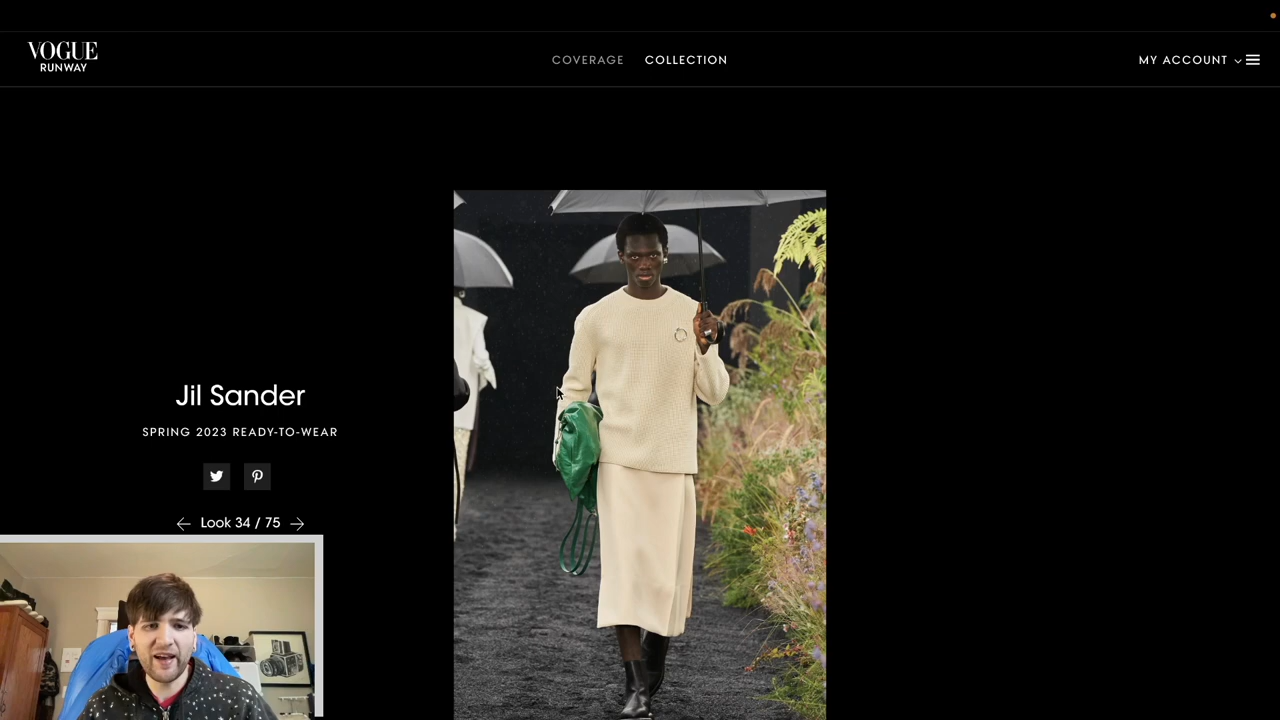 VOGUE
RUNWAY
COVERAGE COLLECTION
MY ACCOUNT
Jil Sander
SPRING 2023 READY-TO-WEAR
Look 34 / 75